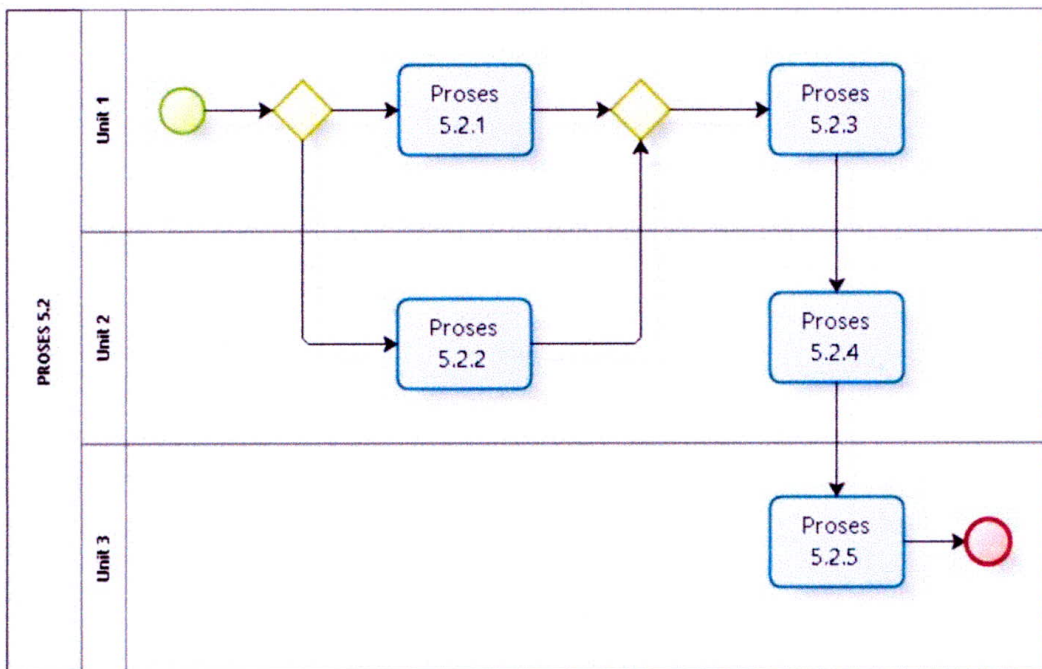 PROSES 5.2
Unit 1
Proses
5.2.1
Proses
5.2.3
Unit 2
Proses
5.2.2
Proses
5.2.4
Unit 3
Proses
5.2.5